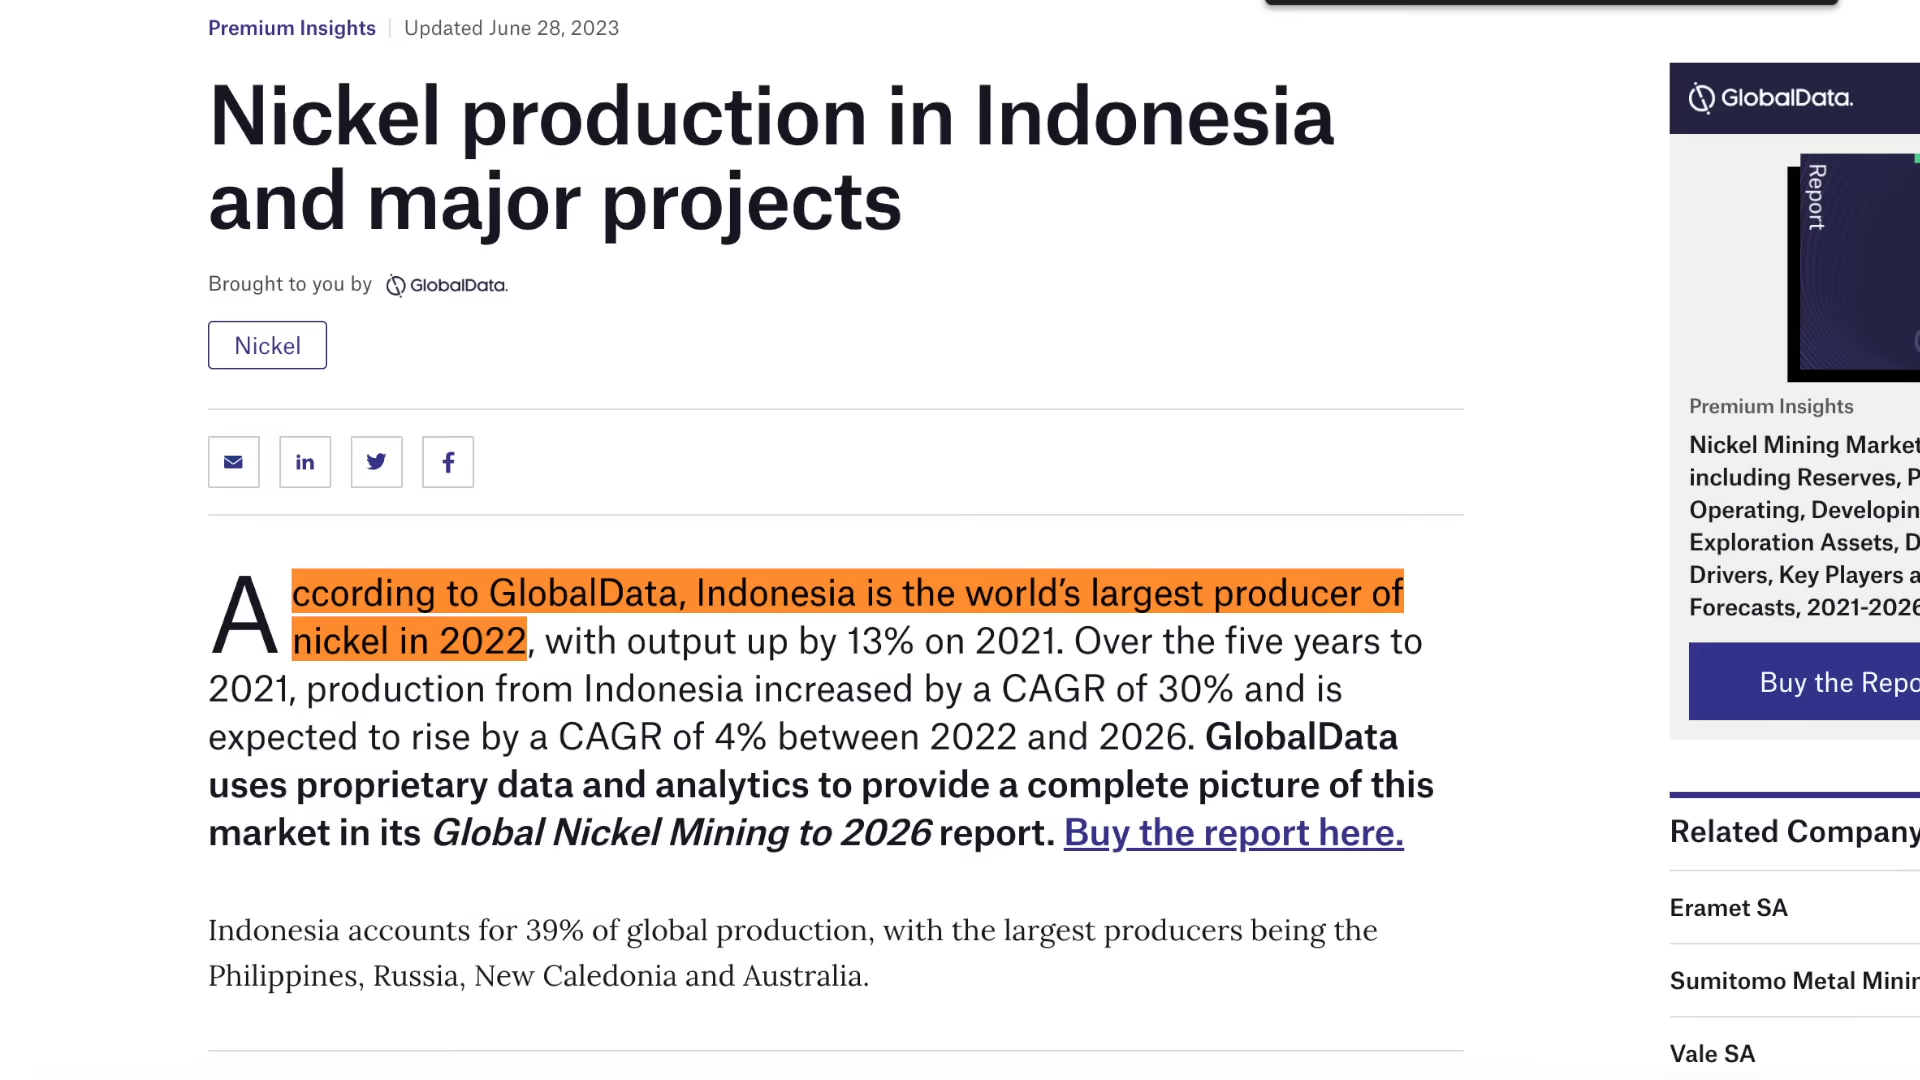 Premium Insights
Updated June 28, 2023
Nickel production in Indonesia
and major projects
Brought to you by GlobalData.
Nickel
According to GlobalData, Indonesia is the world’s largest producer of
nickel in 2022, with output up by 13% on 2021. Over the five years to
2021, production from Indonesia increased by a CAGR of 30% and is
expected to rise by a CAGR of 4% between 2022 and 2026. GlobalData
uses proprietary data and analytics to provide a complete picture of this
market in its Global Nickel Mining to 2026 report. Buy the report here.
Indonesia accounts for 39% of global production, with the largest producers being the
Philippines, Russia, New Caledonia and Australia.
GlobalData.
Report
Premium Insights
Nickel Mining Market
including Reserves, P
Operating, Developin
Exploration Assets, D
Drivers, Key Players a
Forecasts, 2021-2026
Buy the Repo
Related Company
Eramet SA
Sumitomo Metal Minin
Vale SA